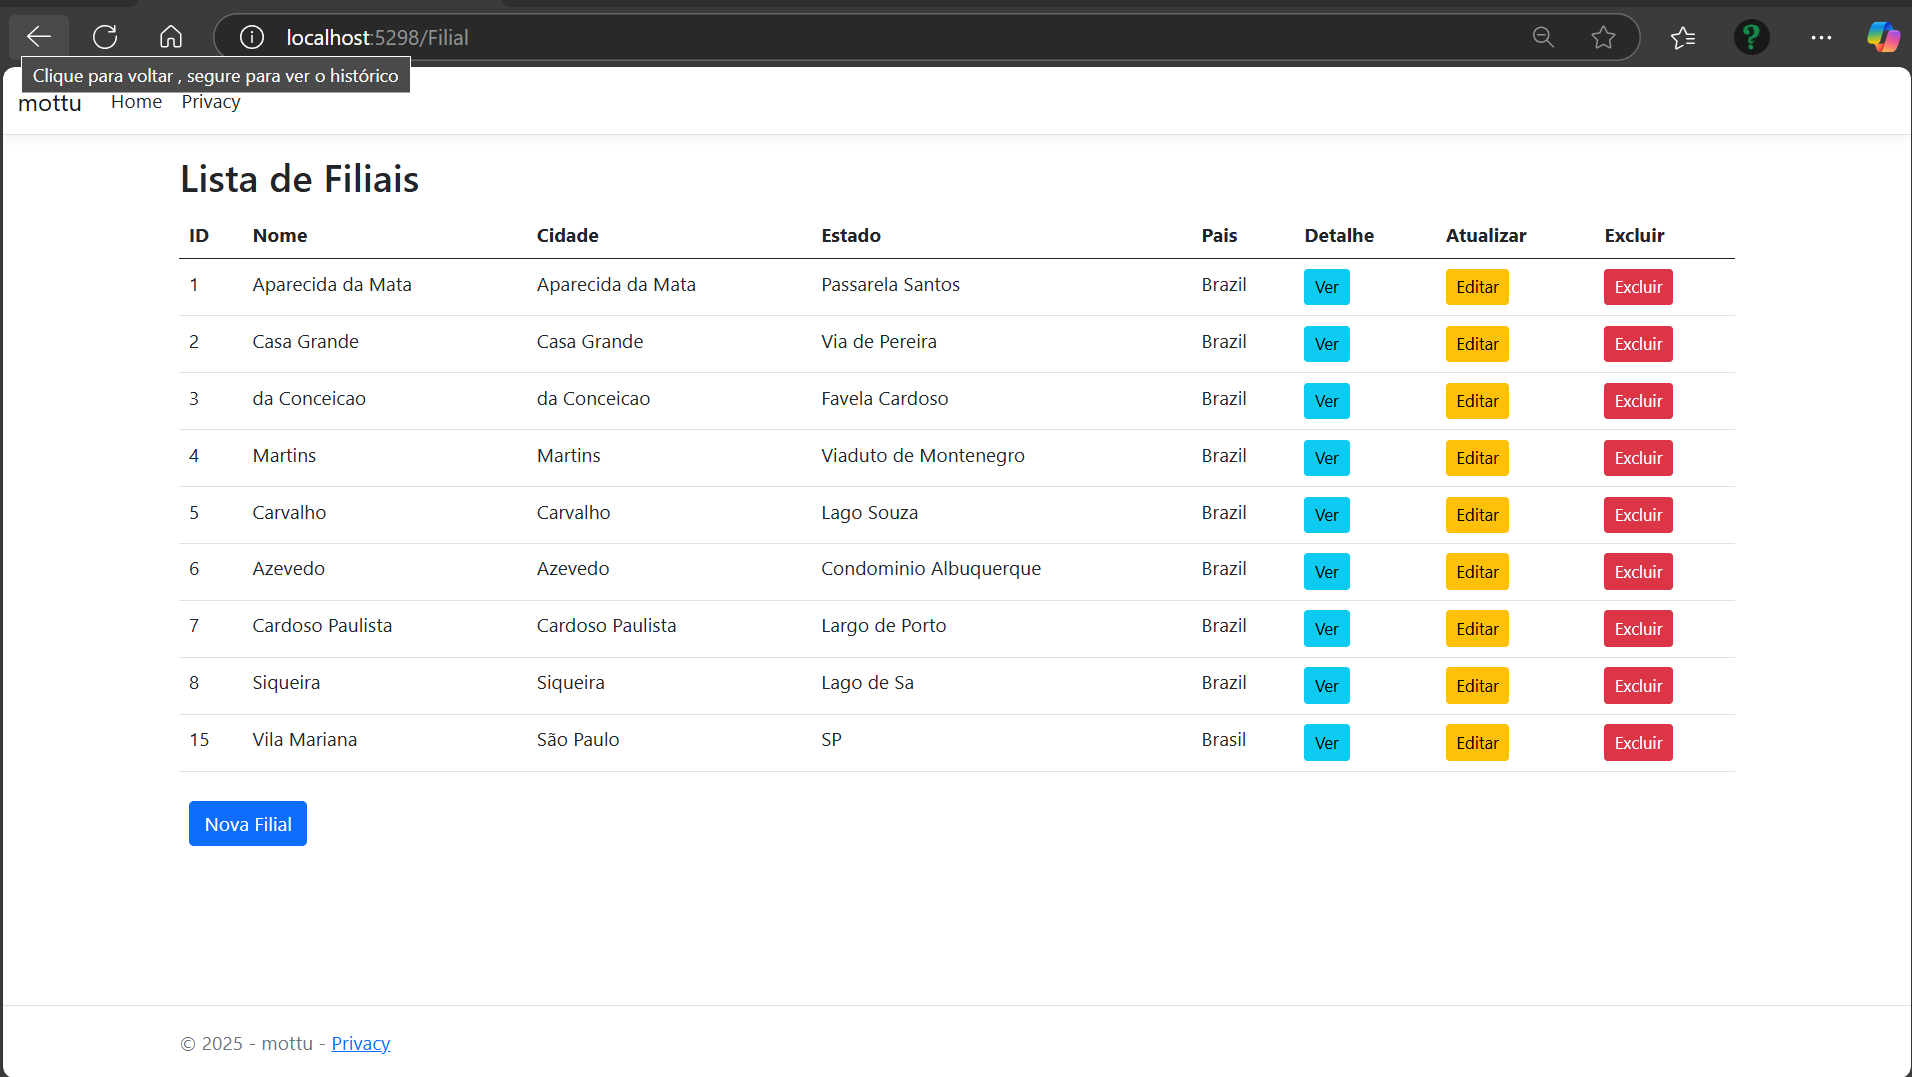 localhost:5298/Filial
Clique para voltar , segure para ver o histórico
mottu Home Privacy
Lista de Filiais
ID Nome Cidade Estado Pais Detalhe Atualizar Excluir
1 Aparecida da Mata Aparecida da Mata Passarela Santos Brazil Ver Editar Excluir
2 Casa Grande Casa Grande Via de Pereira Brazil Ver Editar Excluir
3 da Conceicao da Conceicao Favela Cardoso Brazil Ver Editar Excluir
4 Martins Martins Viaduto de Montenegro Brazil Ver Editar Excluir
5 Carvalho Carvalho Lago Souza Brazil Ver Editar Excluir
6 Azevedo Azevedo Condominio Albuquerque Brazil Ver Editar Excluir
7 Cardoso Paulista Cardoso Paulista Largo de Porto Brazil Ver Editar Excluir
8 Siqueira Siqueira Lago de Sa Brazil Ver Editar Excluir
15 Vila Mariana São Paulo SP Brasil Ver Editar Excluir
Nova Filial
© 2025 - mottu - Privacy